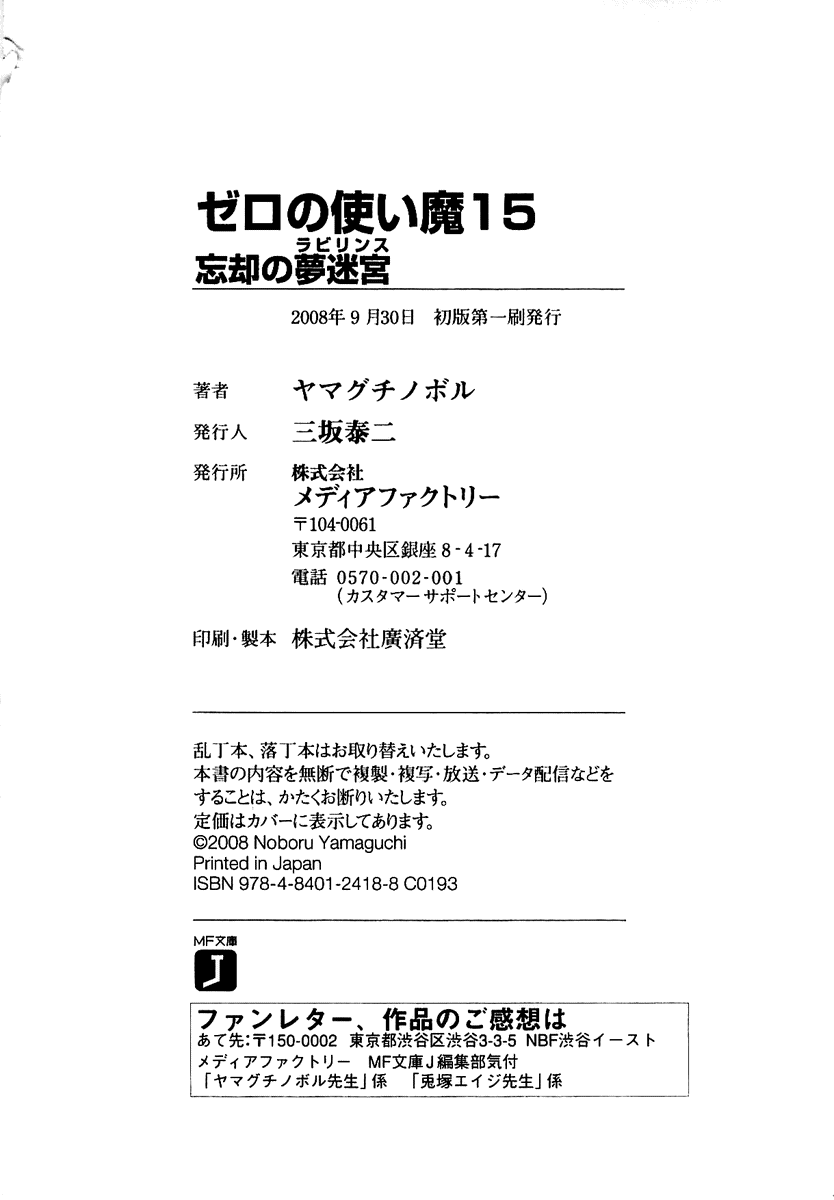 ゼロの使い魔15
ラビリンス
忘却の夢迷宮
2008年9月30日 初版第一刷発行
著者 ヤマグチノボル
発行人 三坂泰二
発行所 株式会社
メディアファクトリー
〒104-0061
東京都中央区銀座8-4-17
電話 0570-002-001
(カスタマーサポートセンター)
印刷・製本 株式会社廣済堂
乱丁本、落丁本はお取り替えいたします。
本書の内容を無断で複製・複写・放送・データ配信などを
することは、かたくお断りいたします。
定価はカバーに表示してあります。
©2008 Noboru Yamaguchi
Printed in Japan
ISBN 978-4-8401-2418-8 C0193
MF文庫
J
ファンレター、作品のご感想は
あて先:〒150-0002 東京都渋谷区渋谷3-3-5 NBF渋谷イースト
メディアファクトリー MF文庫J編集部気付
「ヤマグチノボル先生」係 「兎塚エイジ先生」係